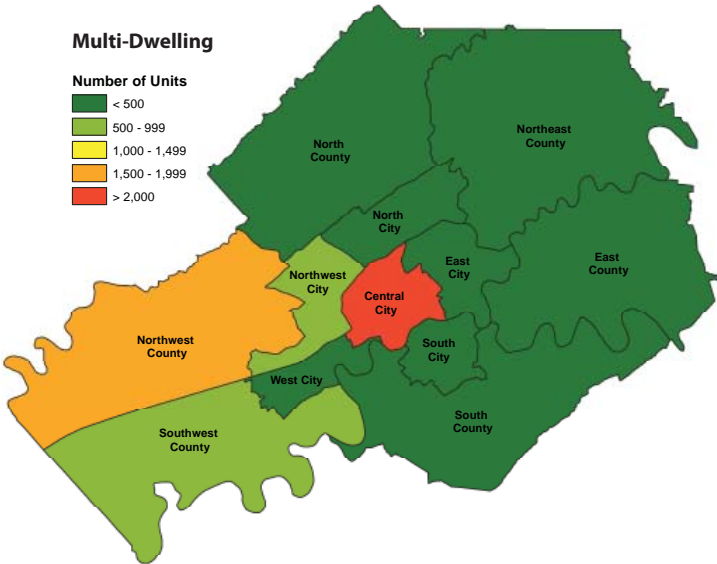 Multi-Dwelling
Number of Units
< 500
500 - 999
1,000 - 1,499
1,500 - 1,999
> 2,000
North
County
Northeast
County
North
City
East
City
East
County
Northwest
City
Central
City
Northwest
County
South
City
West City
South
County
Southwest
County